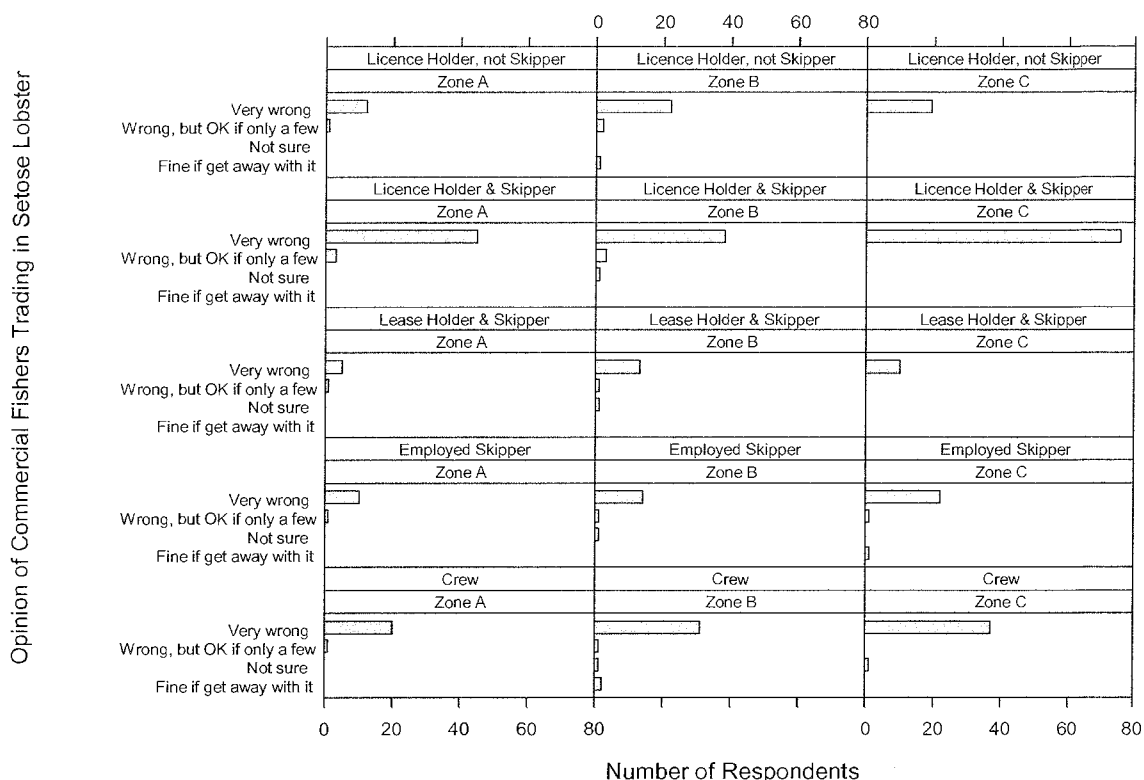 0 20 40 60 80
Licence Holder, not Skipper Licence Holder, not Skipper Licence Holder, not Skipper
Zone A Zone B Zone C
Very wrong
Wrong, but OK if only a few
Not sure
Fine if get away with it
Licence Holder & Skipper Licence Holder & Skipper Licence Holder & Skipper
Zone A Zone B Zone C
Very wrong
Wrong, but OK if only a few
Not sure
Fine if get away with it
Lease Holder & Skipper Lease Holder & Skipper Lease Holder & Skipper
Zone A Zone B Zone C
Very wrong
Wrong, but OK if only a few
Not sure
Fine if get away with it
Employed Skipper Employed Skipper Employed Skipper
Zone A Zone B Zone C
Very wrong
Wrong, but OK if only a few
Not sure
Fine if get away with it
Crew Crew Crew
Zone A Zone B Zone C
Very wrong
Wrong, but OK if only a few
Not sure
Fine if get away with it
0 20 40 60 80 0 20 40 60 80
Number of Respondents
Opinion of Commercial Fishers Trading in Setose Lobster